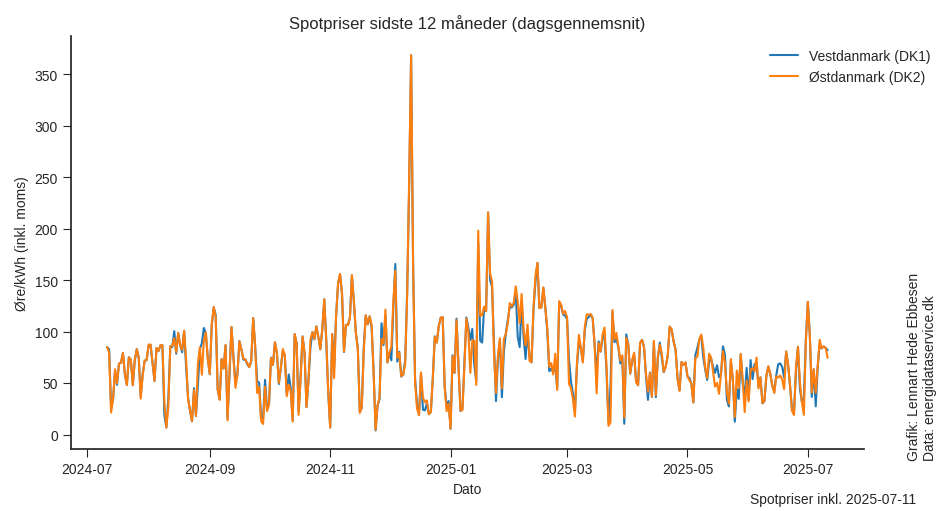 Spotpriser sidste 12 måneder (dagsgennemsnit)
Vestdanmark (DK1)
Østdanmark (DK2)
Øre/kWh (inkl. moms)
350
300
250
200
150
100
50
0
2024-07
2024-09
2024-11
2025-01
2025-03
2025-05
2025-07
Dato
Grafik: Lennart Hede Ebbesen
Data: energidataservice.dk
Spotpriser inkl. 2025-07-11